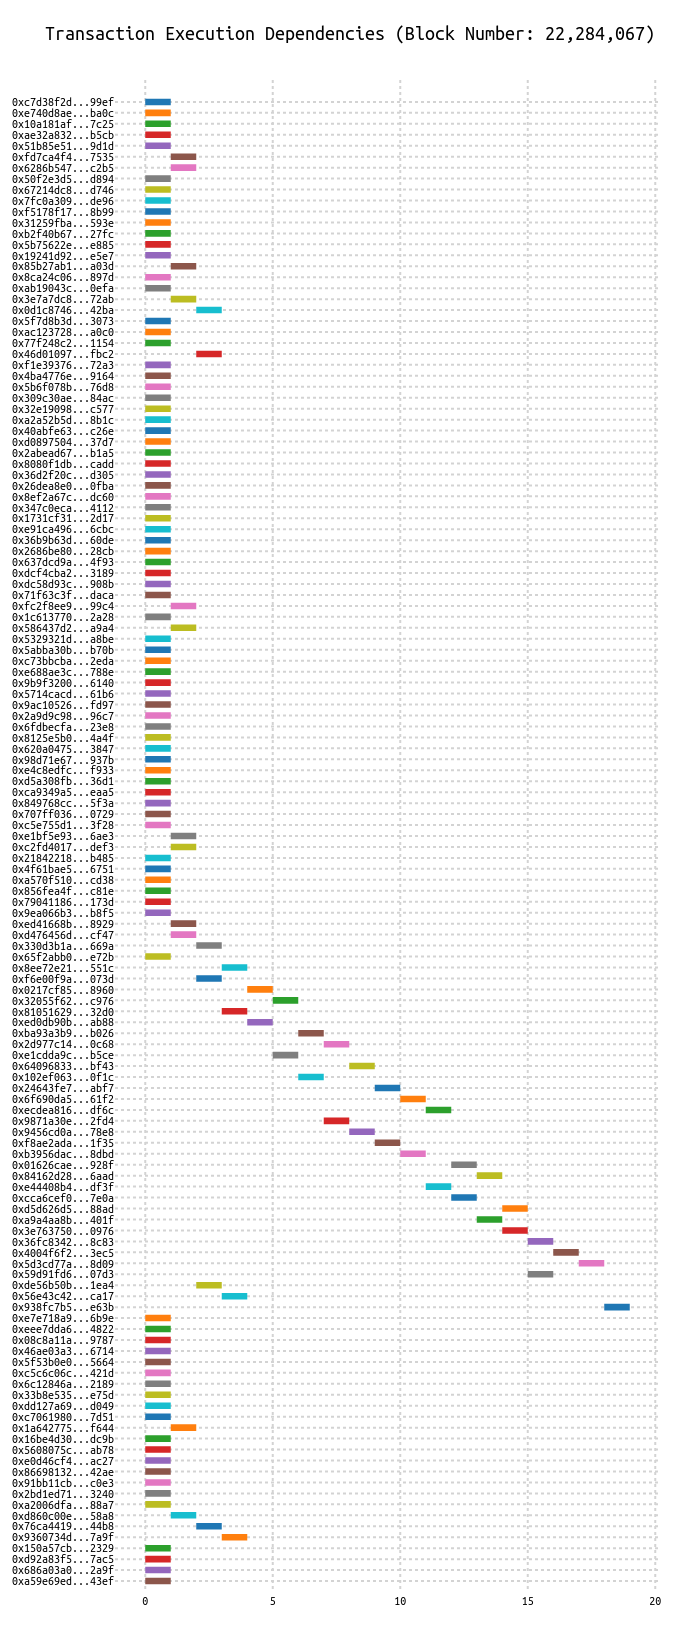 Transaction Execution Dependencies (Block Number: 22,284,067)
0xc7d38f2d...99ef
0xe740d8ae...ba0c
0x10a181af...7c25
0xae32a832...b5cb
0x51b85e51...9d1d
0xfd7ca4f4...7535
0x6286b547...c2b5
0x50f2e3d5...d894
0x67214dc8...d746
0x7fc0a309...de96
0xf5178f17...8b99
0x31259fba...593e
0xb2f40b67...27fc
0x5b75622e...e885
0x19241d92...e5e7
0x85b27ab1...a03d
0x8ca24c06...897d
0xab19043c...0efa
0x3e7a7dc8...72ab
0x0d1c8746...42ba
0x5f7d8b3d...3073
0xac123728...a0c0
0x77f248c2...1154
0x46d01097...fbc2
0xf1e39376...72a3
0x4ba4776e...9164
0x5b6f078b...76d8
0x309c30ae...84ac
0x32e19098...c577
0xa2a52b5d...8b1c
0x40abfe63...c26e
0xd0897504...37d7
0x2abead67...b1a5
0x8080f1db...cadd
0x36d2f20c...d305
0x26dea8e0...0fba
0x8ef2a67c...dc60
0x347c0eca...4112
0x1731cf31...2d17
0xe91ca496...6cbc
0x36b9b63d...60de
0x2686be80...28cb
0x637dcd9a...4f93
0xdcf4cba2...3189
0xdc58d93c...908b
0x71f63c3f...daca
0xfc2f8ee9...99c4
0x1c613770...2a28
0x586437d2...a9a4
0x5329321d...a8be
0x5abba30b...b70b
0xc73bbcba...2eda
0xe688ae3c...788e
0x9b9f3200...6140
0x5714cacd...61b6
0x9ac10526...fd97
0x2a9d9c98...96c7
0x6fdbecfa...23e8
0x8125e5b0...4a4f
0x620a0475...3847
0x98d71e67...937b
0xe4c8edfc...f933
0xd5a308fb...36d1
0xca9349a5...eaa5
0x849768cc...5f3a
0x707ff036...0729
0xc5e755d1...3f28
0xe1bf5e93...6ae3
0xc2fd4017...def3
0x21842218...b485
0x4f61bae5...6751
0xa570f510...cd38
0x856fea4f...c81e
0x79041186...173d
0x9ea066b3...b8f5
0xed41668b...8929
0xd476456d...cf47
0x330d3b1a...669a
0x65f2abb0...e72b
0x8ee72e21...551c
0xf6e00f9a...073d
0x0217cf85...8960
0x32055f62...c976
0x81051629...32d0
0xed0db90b...ab88
0xba93a3b9...b026
0x2d977c14...0c68
0xe1cdda9c...b5ce
0x64096833...bf43
0x102ef063...0f1c
0x24643fe7...abf7
0x6f690da5...61f2
0xecdea816...df6c
0x9871a30e...2fd4
0x9456cd0a...78e8
0xf8ae2ada...1f35
0xb3956dac...8dbd
0x01626cae...928f
0x84162d28...6aad
0xe44408b4...df3f
0xcca6cef0...7e0a
0xd5d626d5...88ad
0xa9a4aa8b...401f
0x3e763750...0976
0x36fc8342...8c83
0x4004f6f2...3ec5
0x5d3cd77a...8d09
0x59d91fd6...07d3
0xde56b50b...1ea4
0x56e43c42...ca17
0x938fc7b5...e63b
0xe7e718a9...6b9e
0xeee7dda6...4822
0x08c8a11a...9787
0x46ae03a3...6714
0x5f53b0e0...5664
0xc5c6c06c...421d
0x6c12846a...2189
0x33b8e535...e75d
0xdd127a69...d049
0xc7061980...7d51
0x1a642775...f644
0x16be4d30...dc9b
0x5608075c...ab78
0xe0d46cf4...ac27
0x86698132...42ae
0x91bb11cb...c0e3
0x2bd1ed71...3240
0xa2006dfa...88a7
0xd860c00e...58a8
0x76ca4419...44b8
0x9360734d...7a9f
0x150a57cb...2329
0xd92a83f5...7ac5
0x686a03a0...2a9f
0xa59e69ed...43ef
0 5 10 15 20